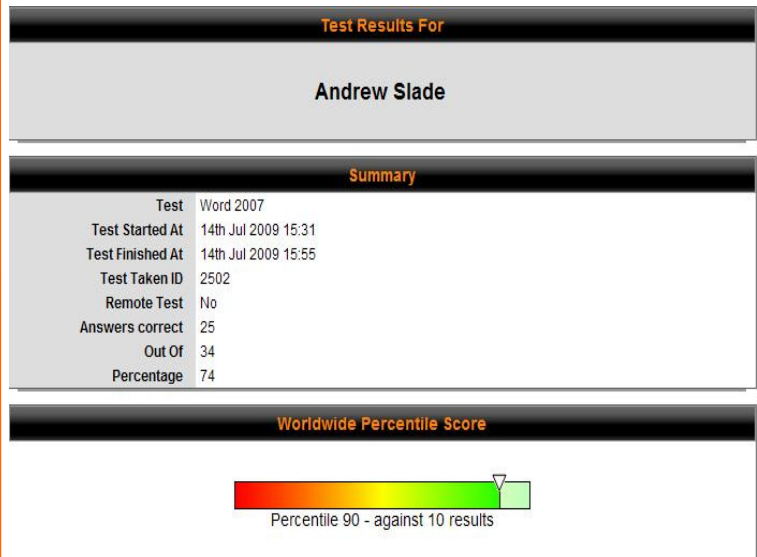 Test Results For
Andrew Slade
Summary
Test Word 2007
Test Started At 14th Jul 2009 15:31
Test Finished At 14th Jul 2009 15:55
Test Taken ID 2502
Remote Test No
Answers correct 25
Out Of 34
Percentage 74
Worldwide Percentile Score
Percentile 90 - against 10 results